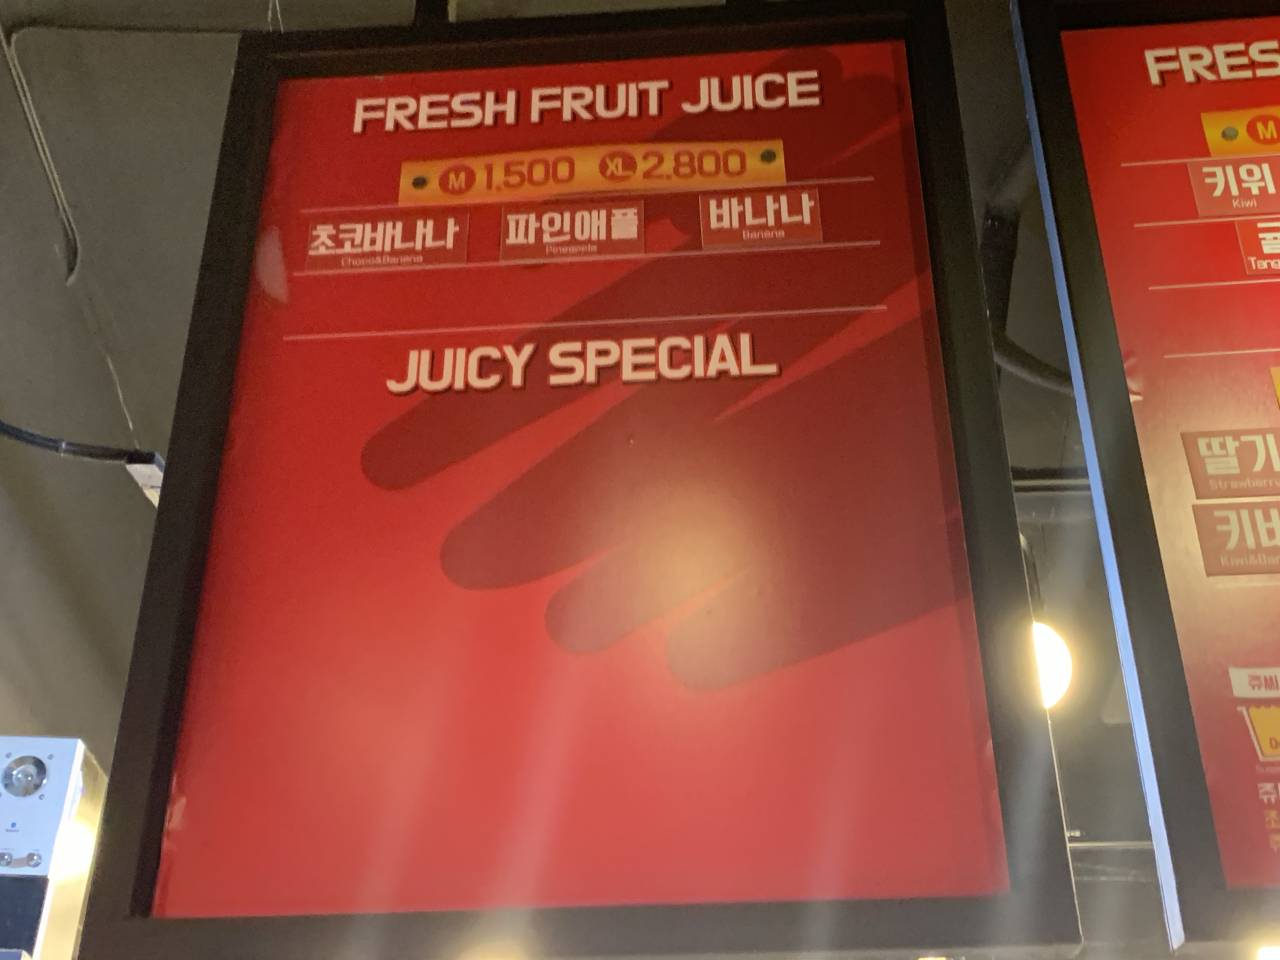 FRESH FRUIT JUICE
M 1,500 XL 2,800
초코바나나 파인애플 바나나
Choco&Banana Pineapple Banana
JUICY SPECIAL
FRES
M
키위
Kiwi
Tang
딸기
Strawberry
키바
Kiwi&Ban
쥬씨